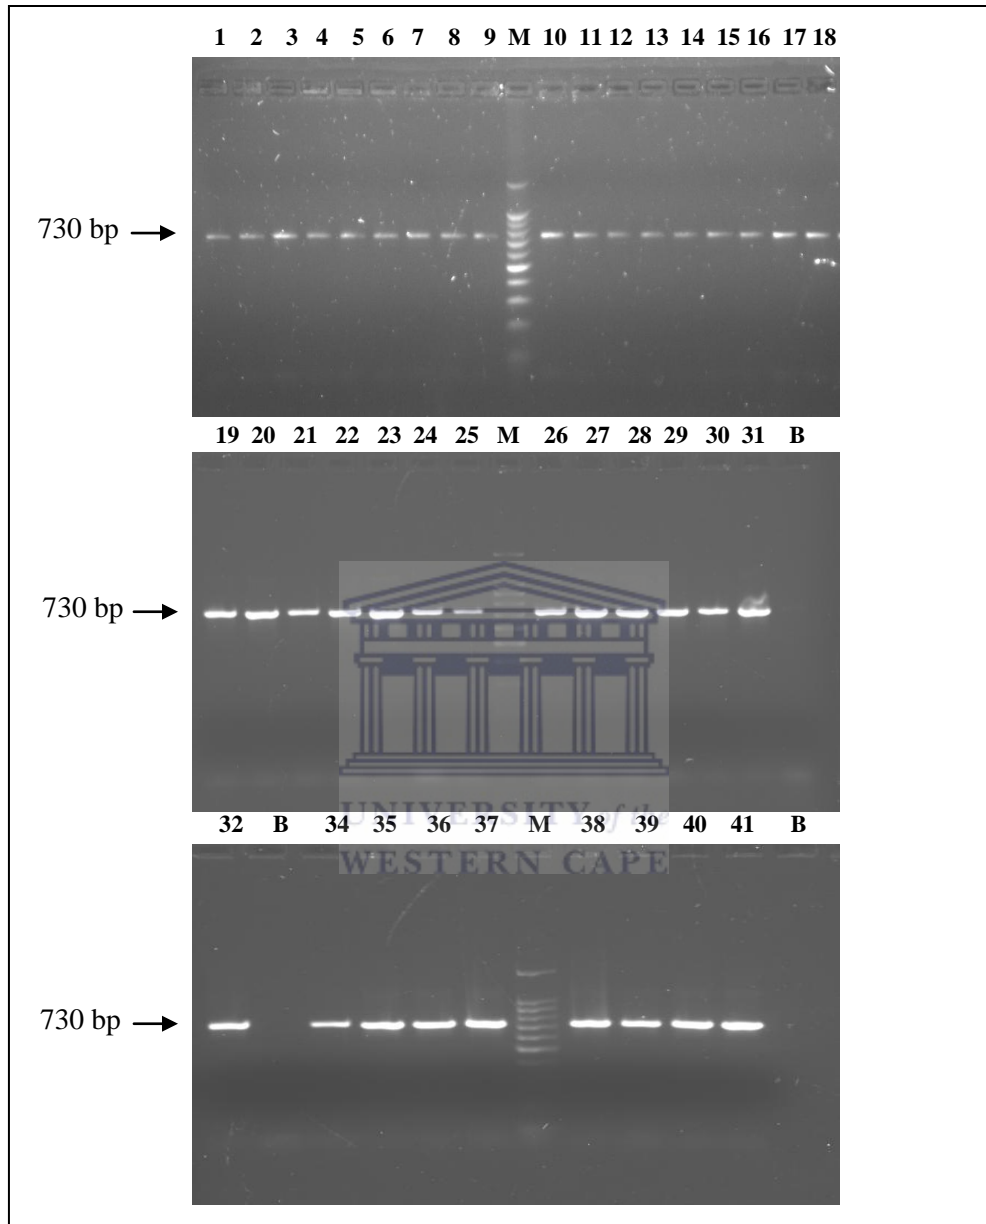 1 2 3 4 5 6 7 8 9 M 10 11 12 13 14 15 16 17 18
730 bp
19 20 21 22 23 24 25 M 26 27 28 29 30 31 B
730 bp
UNIVERSITY of the
32 B 34 35 36 37 M 38 39 40 41 B
WESTERN CAPE
730 bp